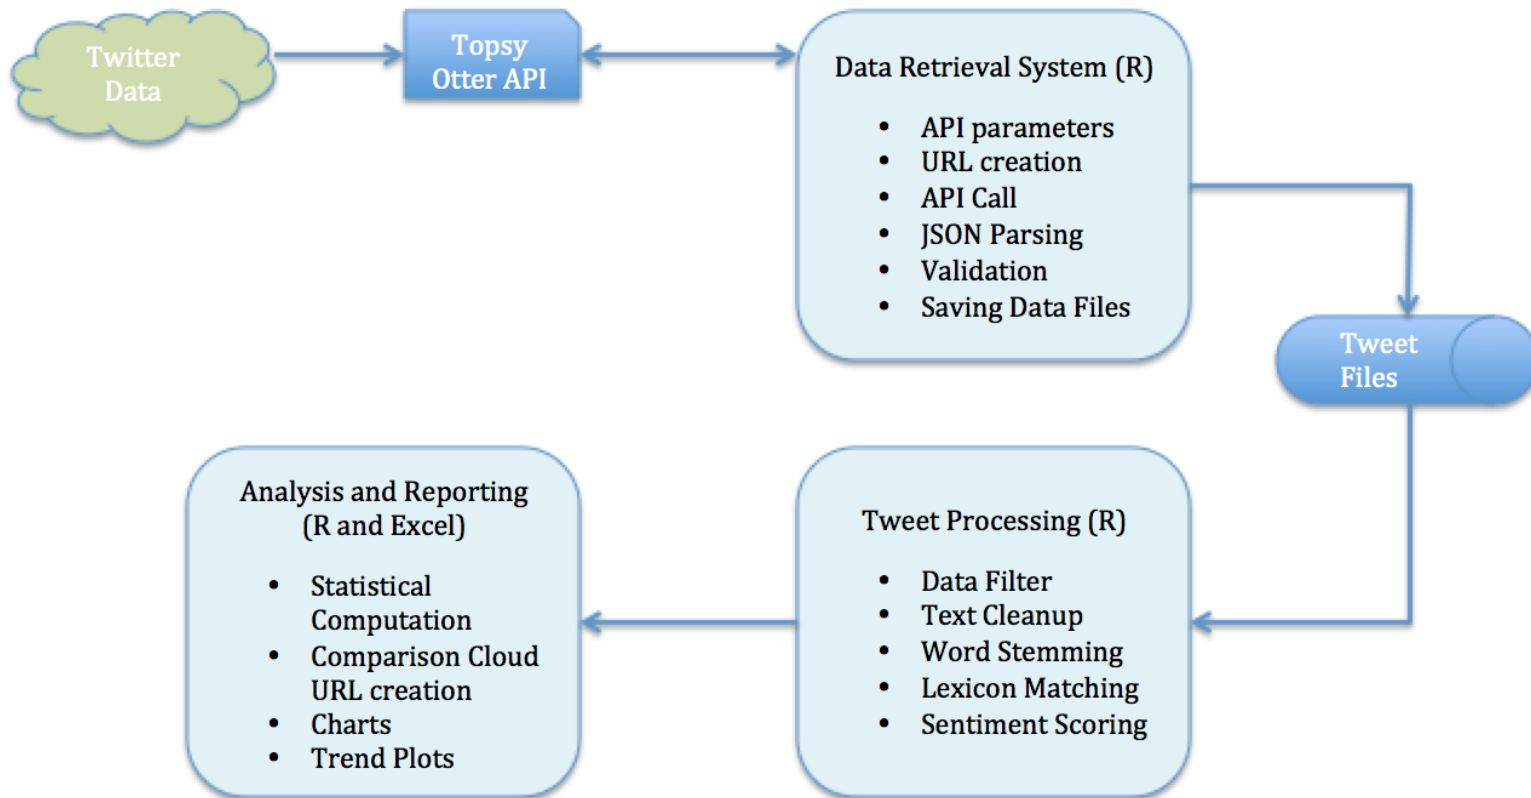 Twitter
Data
Topsy
Otter API
Data Retrieval System (R)
• API parameters
• URL creation
• API Call
• JSON Parsing
• Validation
• Saving Data Files
Tweet
Files
Analysis and Reporting
(R and Excel)
• Statistical
Computation
• Comparison Cloud
URL creation
• Charts
• Trend Plots
Tweet Processing (R)
• Data Filter
• Text Cleanup
• Word Stemming
• Lexicon Matching
• Sentiment Scoring